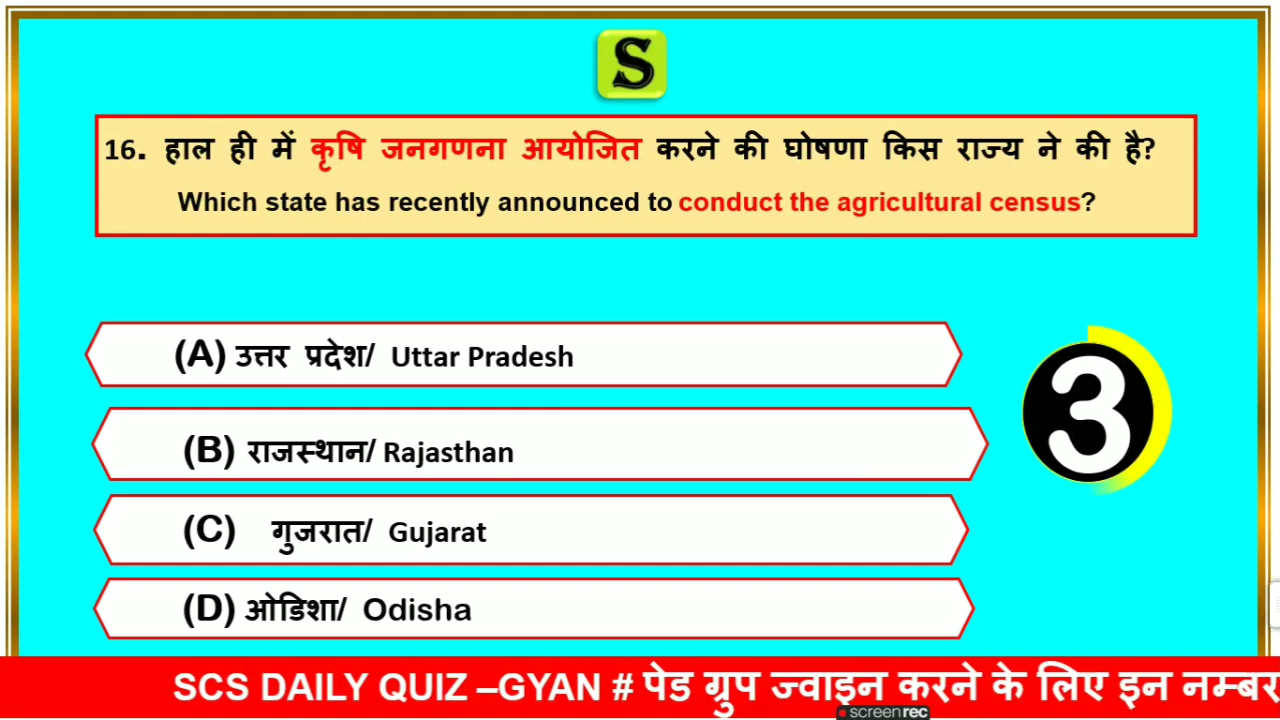 S
16. हाल ही में कृषि जनगणना आयोजित करने की घोषणा किस राज्य ने की है?
Which state has recently announced to conduct the agricultural census?
(A) उत्तर प्रदेश/ Uttar Pradesh
3
(B) राजस्थान/ Rajasthan
(C) गुजरात/ Gujarat
(D) ओडिशा/ Odisha
SCS DAILY QUIZ –GYAN # पेड ग्रुप ज्वाइन करने के लिए इन नम्बर
screenrec